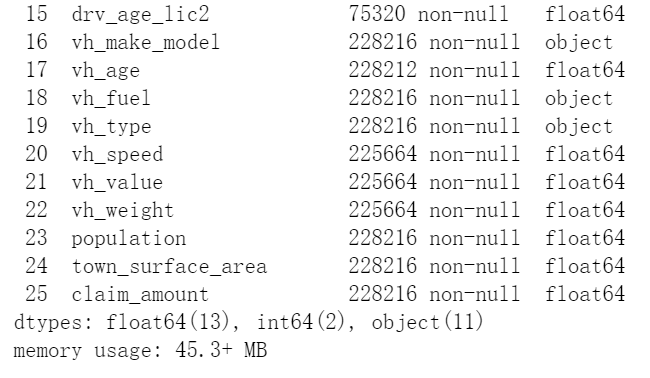 15  drv_age_lic2        75320 non-null   float64
16  vh_make_model       228216 non-null  object
17  vh_age              228212 non-null  float64
18  vh_fuel             228216 non-null  object
19  vh_type             228216 non-null  object
20  vh_speed            225664 non-null  float64
21  vh_value            225664 non-null  float64
22  vh_weight           225664 non-null  float64
23  population          228216 non-null  float64
24  town_surface_area   228216 non-null  float64
25  claim_amount        228216 non-null  float64
dtypes: float64(13), int64(2), object(11)
memory usage: 45.3+ MB